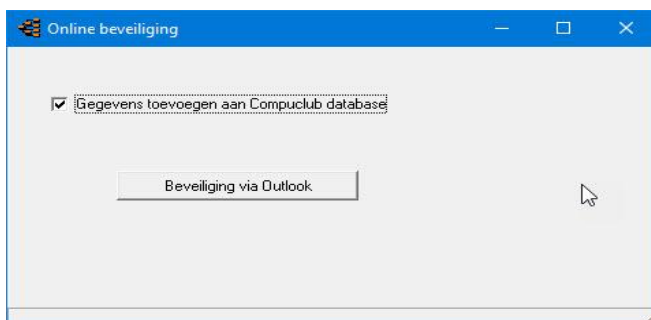 Online beveiliging
Gegevens toevoegen aan Compuclub database
Beveiliging via Outlook